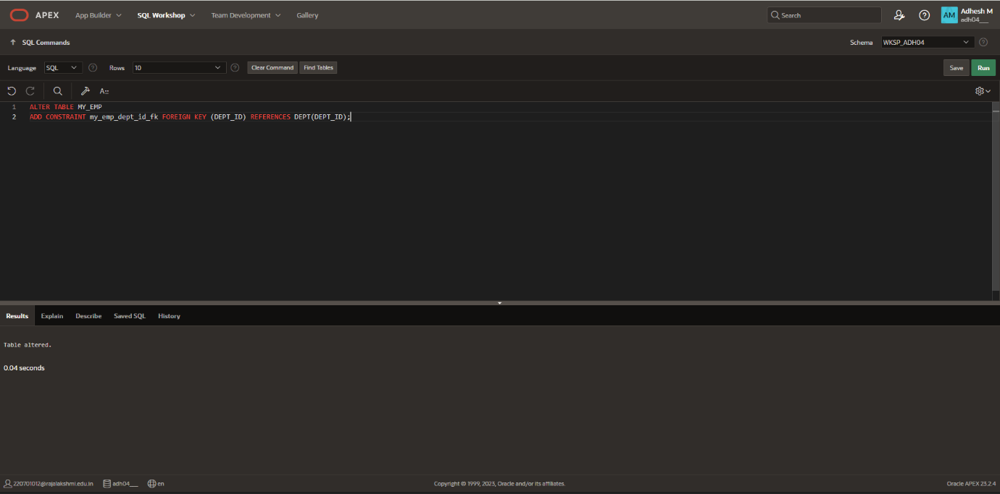 APEX App Builder SQL Workshop Team Development Gallery Search AM Adhesh M
adh04__
SQL Commands Schema WKSP_ADH04
Language SQL Rows 10 Clear Command Find Tables Save Run
A::
1 ALTER TABLE MY_EMP
2 ADD CONSTRAINT my_emp_dept_id_fk FOREIGN KEY (DEPT_ID) REFERENCES DEPT(DEPT_ID);
Results Explain Describe Saved SQL History
Table altered.
0.04 seconds
220701012@rajalakshmi.edu.in adh04__ en Copyright © 1999, 2023, Oracle and/or its affiliates. Oracle APEX 23.2.4